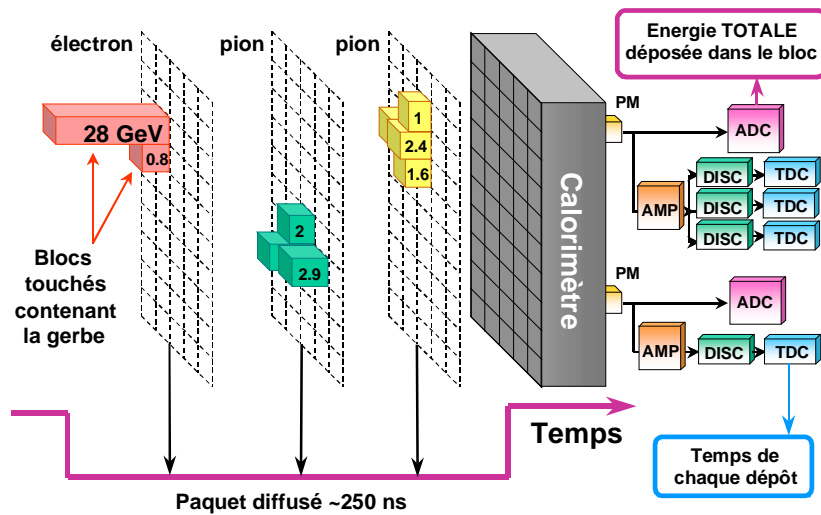 électron
pion
pion
Energie TOTALE
déposée dans le bloc
28 GeV
0.8
2
2.9
1
2.4
1.6
Blocs
touchés
contenant
la gerbe
Calorimètre
PM
ADC
AMP
DISC
TDC
DISC
TDC
DISC
TDC
PM
ADC
AMP
DISC
TDC
Temps
Paquet diffusé ~250 ns
Temps de
chaque dépôt